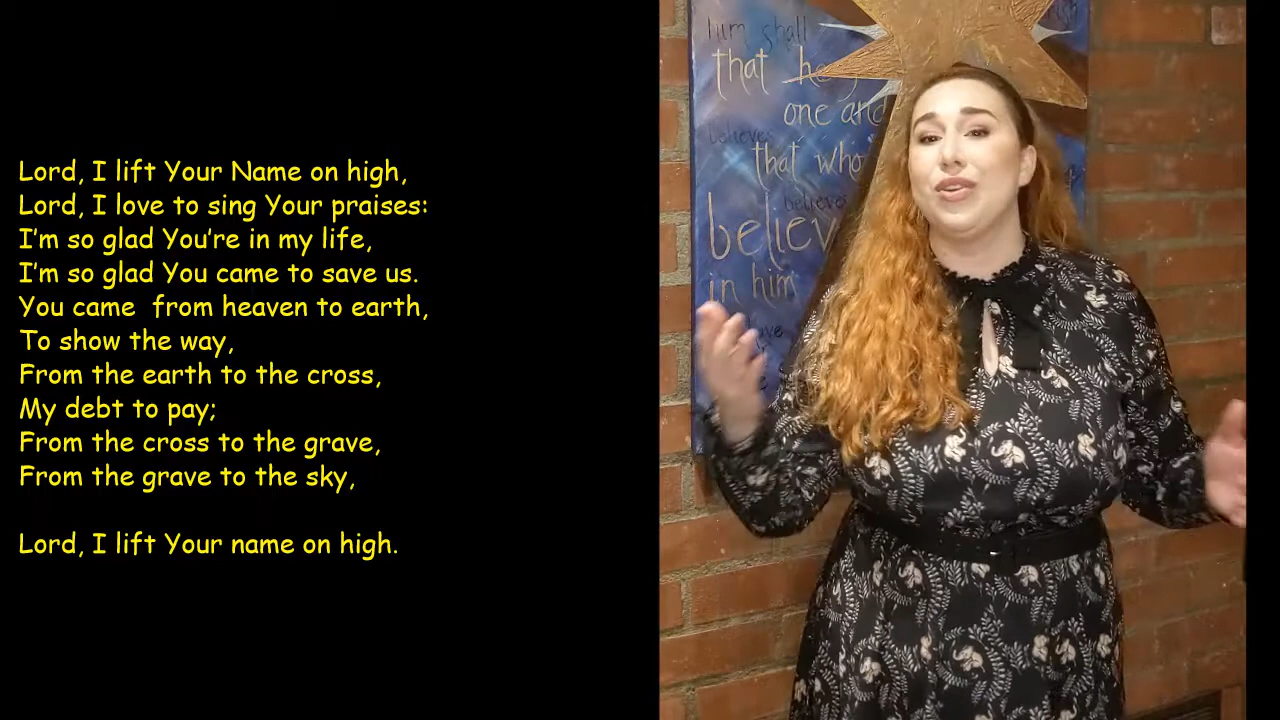 Lord, I lift Your Name on high,
Lord, I love to sing Your praises:
I'm so glad You're in my life,
I'm so glad You came to save us.
You came  from heaven to earth,
To show the way,
From the earth to the cross,
My debt to pay;
From the cross to the grave,
From the grave to the sky,
Lord, I lift Your name on high.
him shall
that he
one and
believes
that who
believes
believ
in him